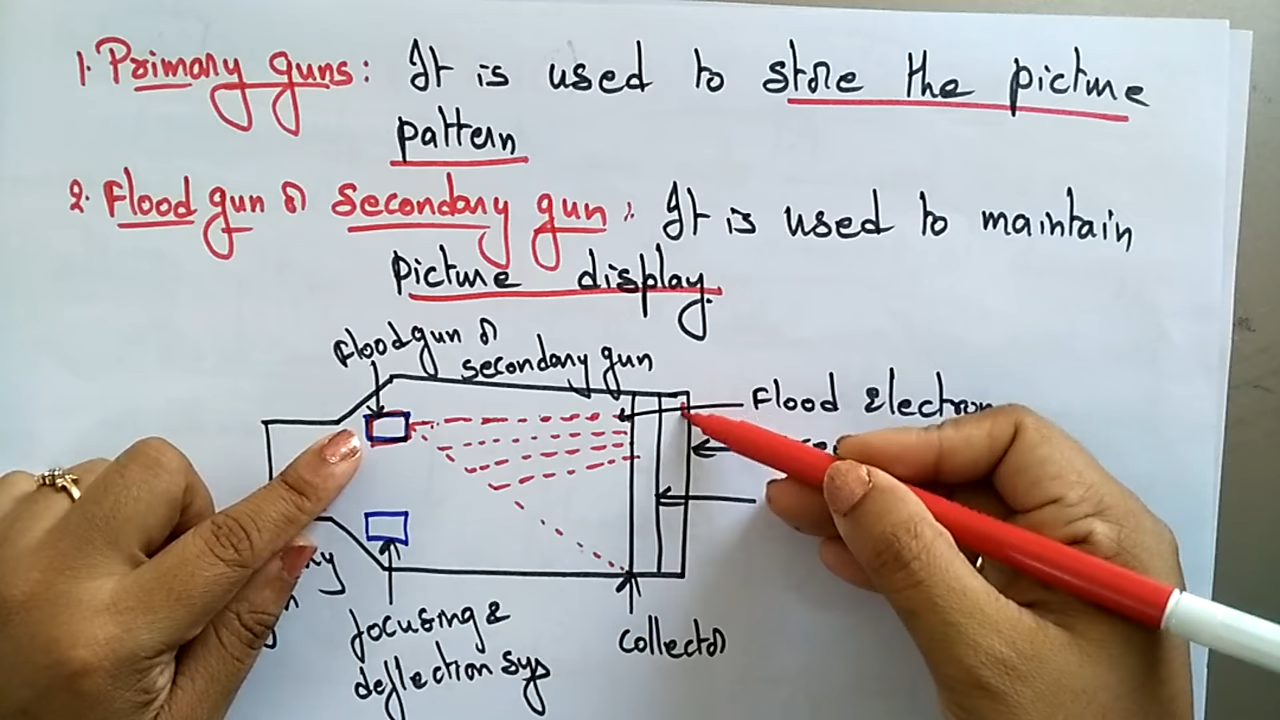 1. Primary guns: It is used to store the picture
pattern
2. Flood gun or secondary gun: It is used to maintain
picture display.
Flood gun or
secondary gun
Flood Electron
focusing &
deflection sys
collector